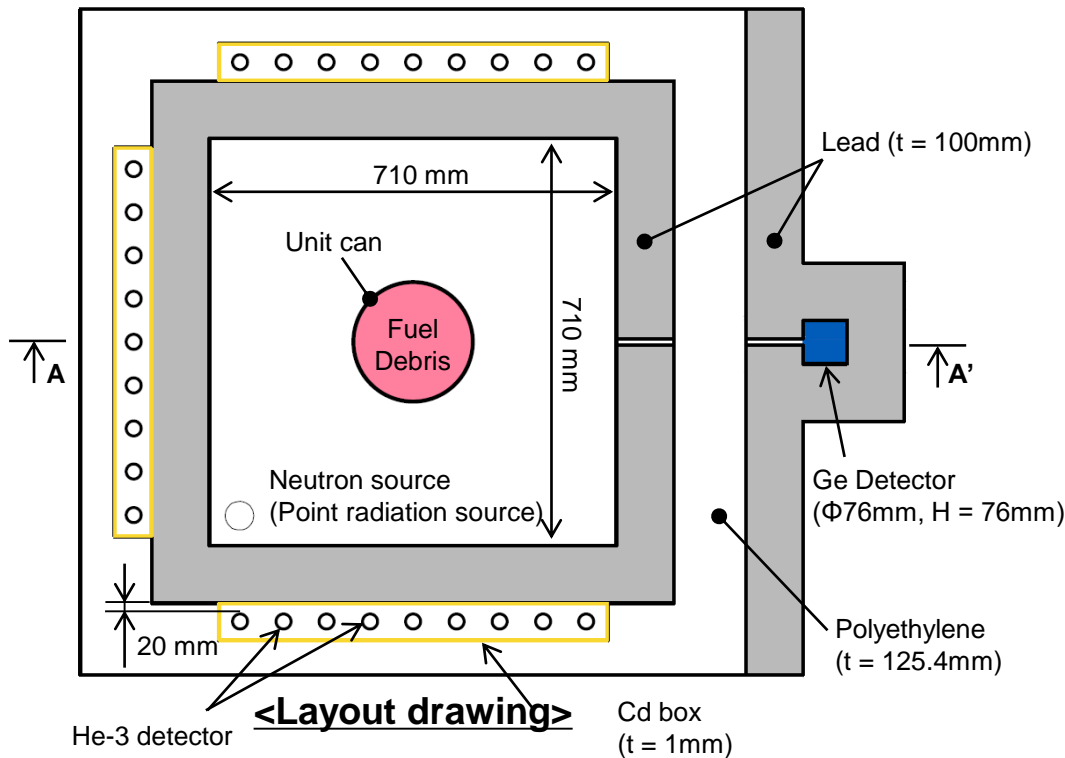 Lead (t = 100mm)
710 mm
Unit can
Fuel
Debris
710 mm
A
A’
Neutron source
(Point radiation source)
Ge Detector
(Φ76mm, H = 76mm)
20 mm
Polyethylene
(t = 125.4mm)
<Layout drawing>
He-3 detector
Cd box
(t = 1mm)